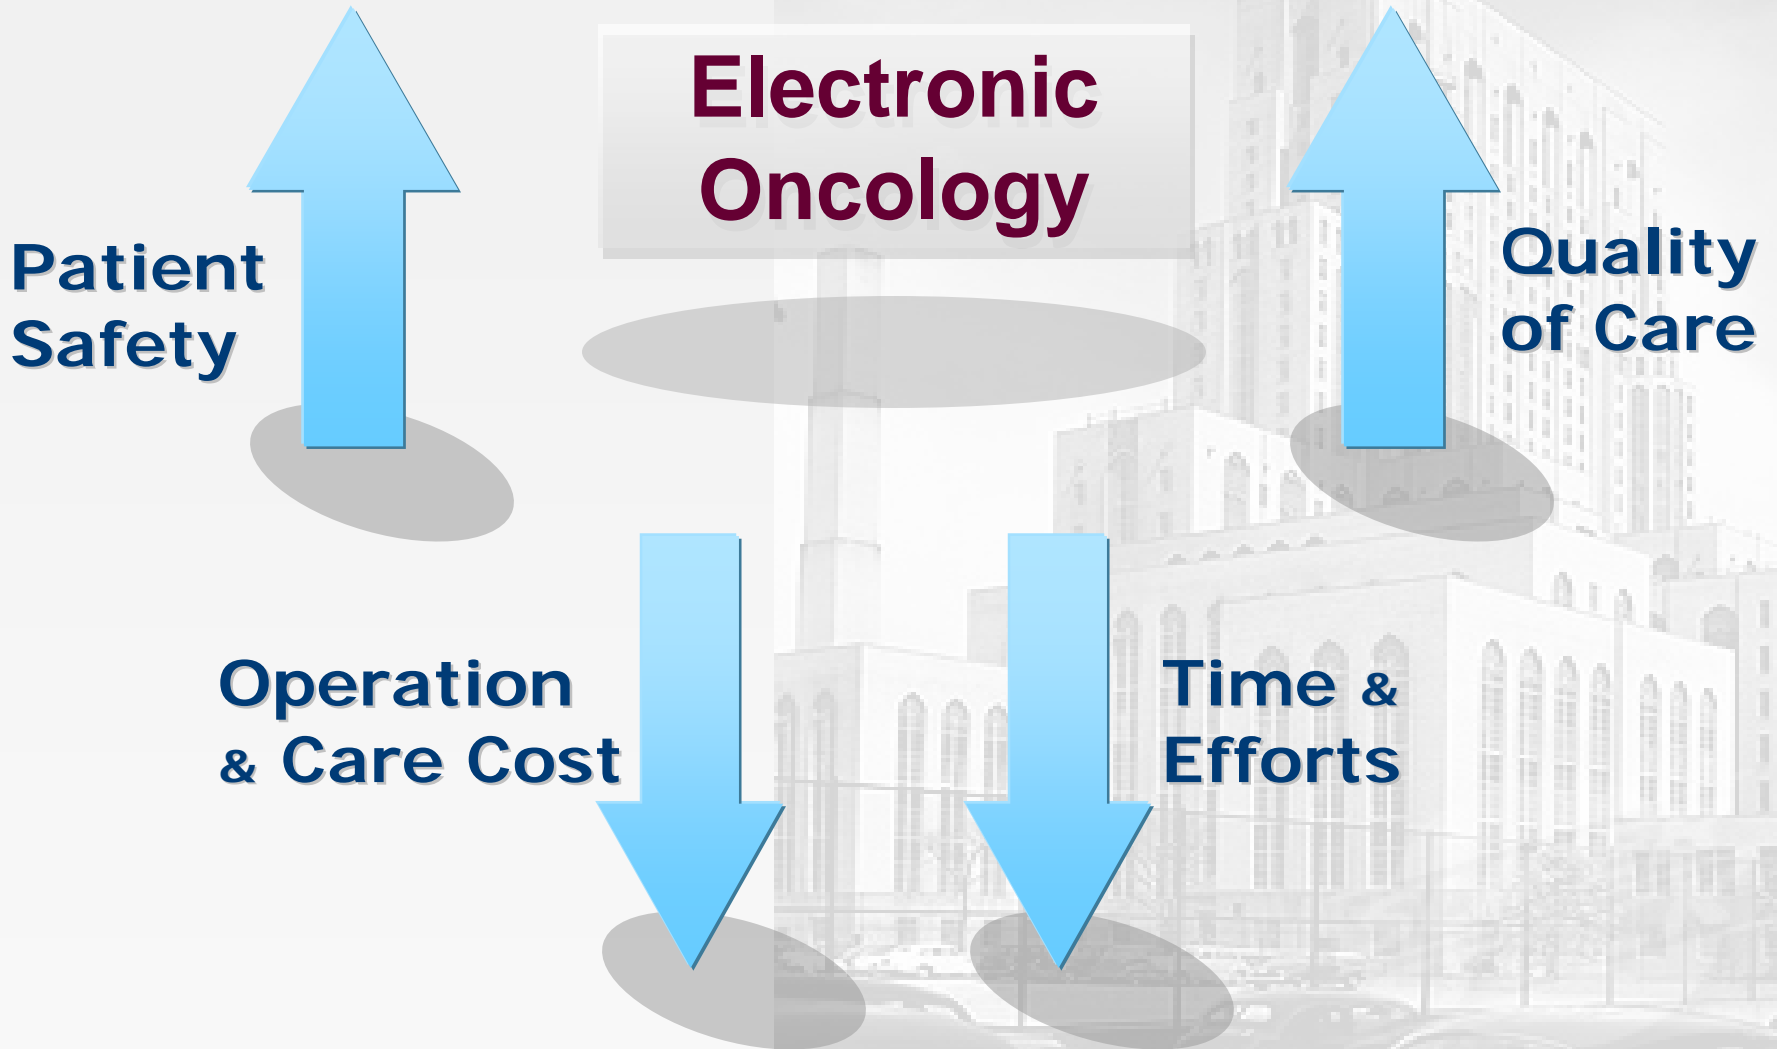 Electronic
Oncology
Patient
Safety
Quality
of Care
Operation
& Care Cost
Time &
Efforts